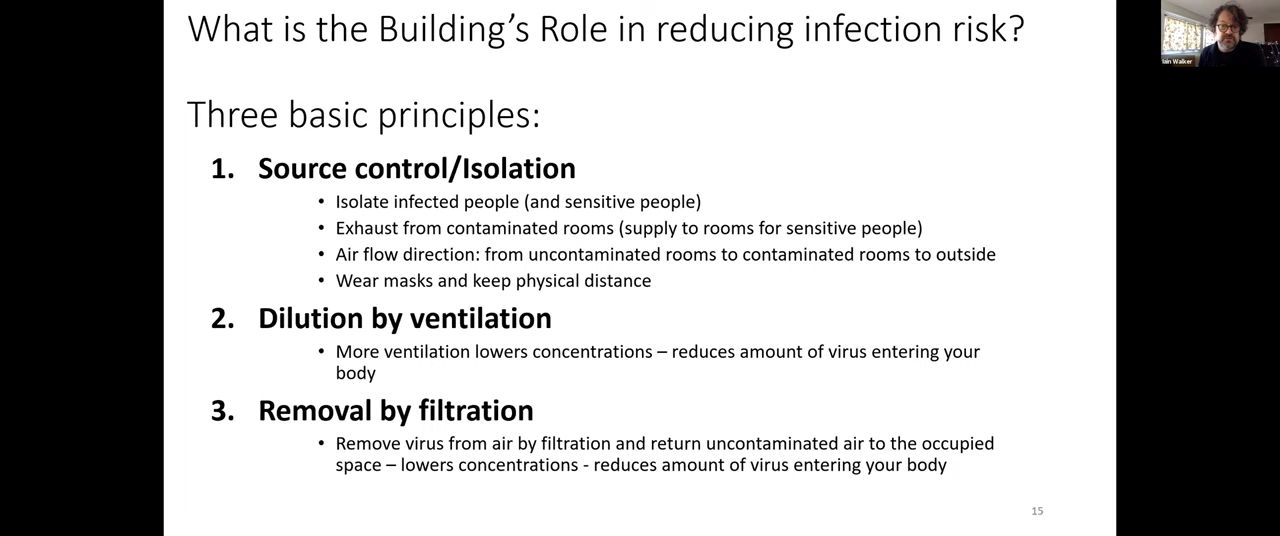 What is the Building's Role in reducing infection risk?
Iain Walker
Three basic principles:
1. Source control/Isolation
• Isolate infected people (and sensitive people)
• Exhaust from contaminated rooms (supply to rooms for sensitive people)
• Air flow direction: from uncontaminated rooms to contaminated rooms to outside
• Wear masks and keep physical distance
2. Dilution by ventilation
• More ventilation lowers concentrations – reduces amount of virus entering your
body
3. Removal by filtration
• Remove virus from air by filtration and return uncontaminated air to the occupied
space – lowers concentrations - reduces amount of virus entering your body
15